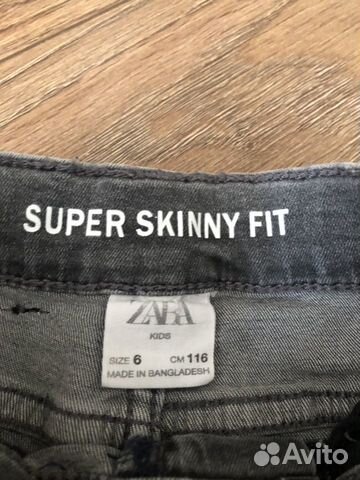 SUPER SKINNY FIT
ZARA
KIDS
SIZE 6 CM 116
MADE IN BANGLADESH
Avito